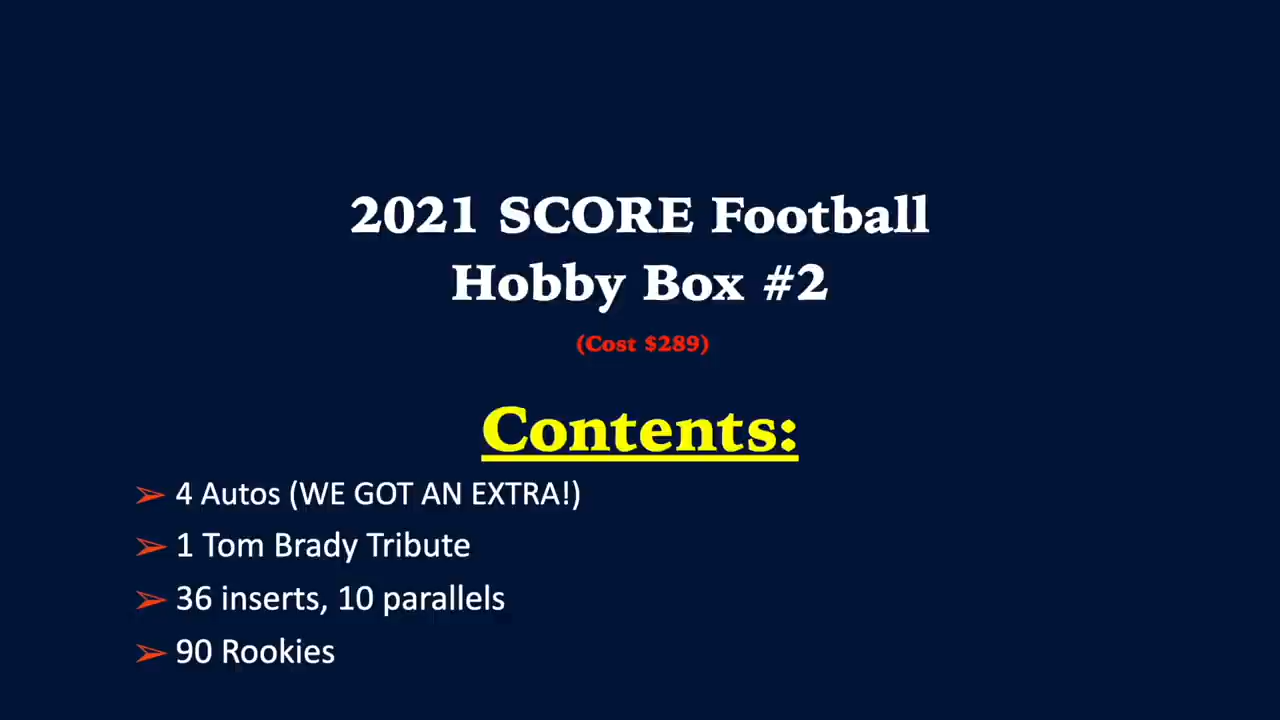 2021 SCORE Football
Hobby Box #2
(Cost $289)
Contents:
➢ 4 Autos (WE GOT AN EXTRA!)
➢ 1 Tom Brady Tribute
➢ 36 inserts, 10 parallels
➢ 90 Rookies